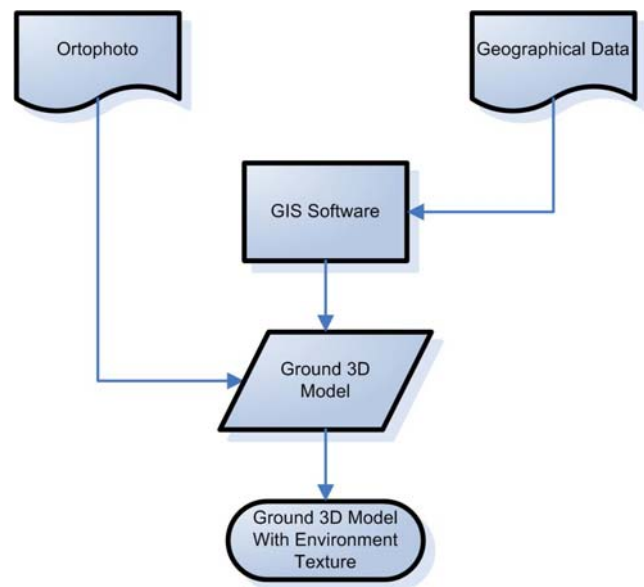 Ortophoto
Geographical Data
GIS Software
Ground 3D
Model
Ground 3D Model
With Environment
Texture